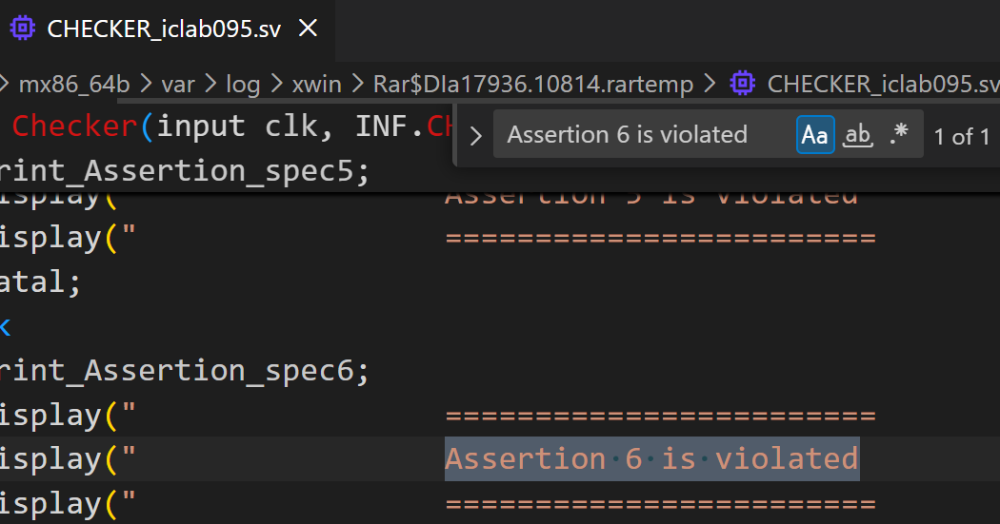 CHECKER_iclab095.sv
mx86_64b > var > log > xwin > Rar$DIa17936.10814.rartemp > CHECKER_iclab095.sv
Checker(input clk, INF.CH
Assertion 6 is violated Aa ab .* 1 of 1
rint_Assertion_spec5;
isplay(" Assertion 5 is violated
isplay(" ========================
atal;
k
rint_Assertion_spec6;
isplay(" ========================
isplay(" Assertion·6·is·violated
isplay(" ========================